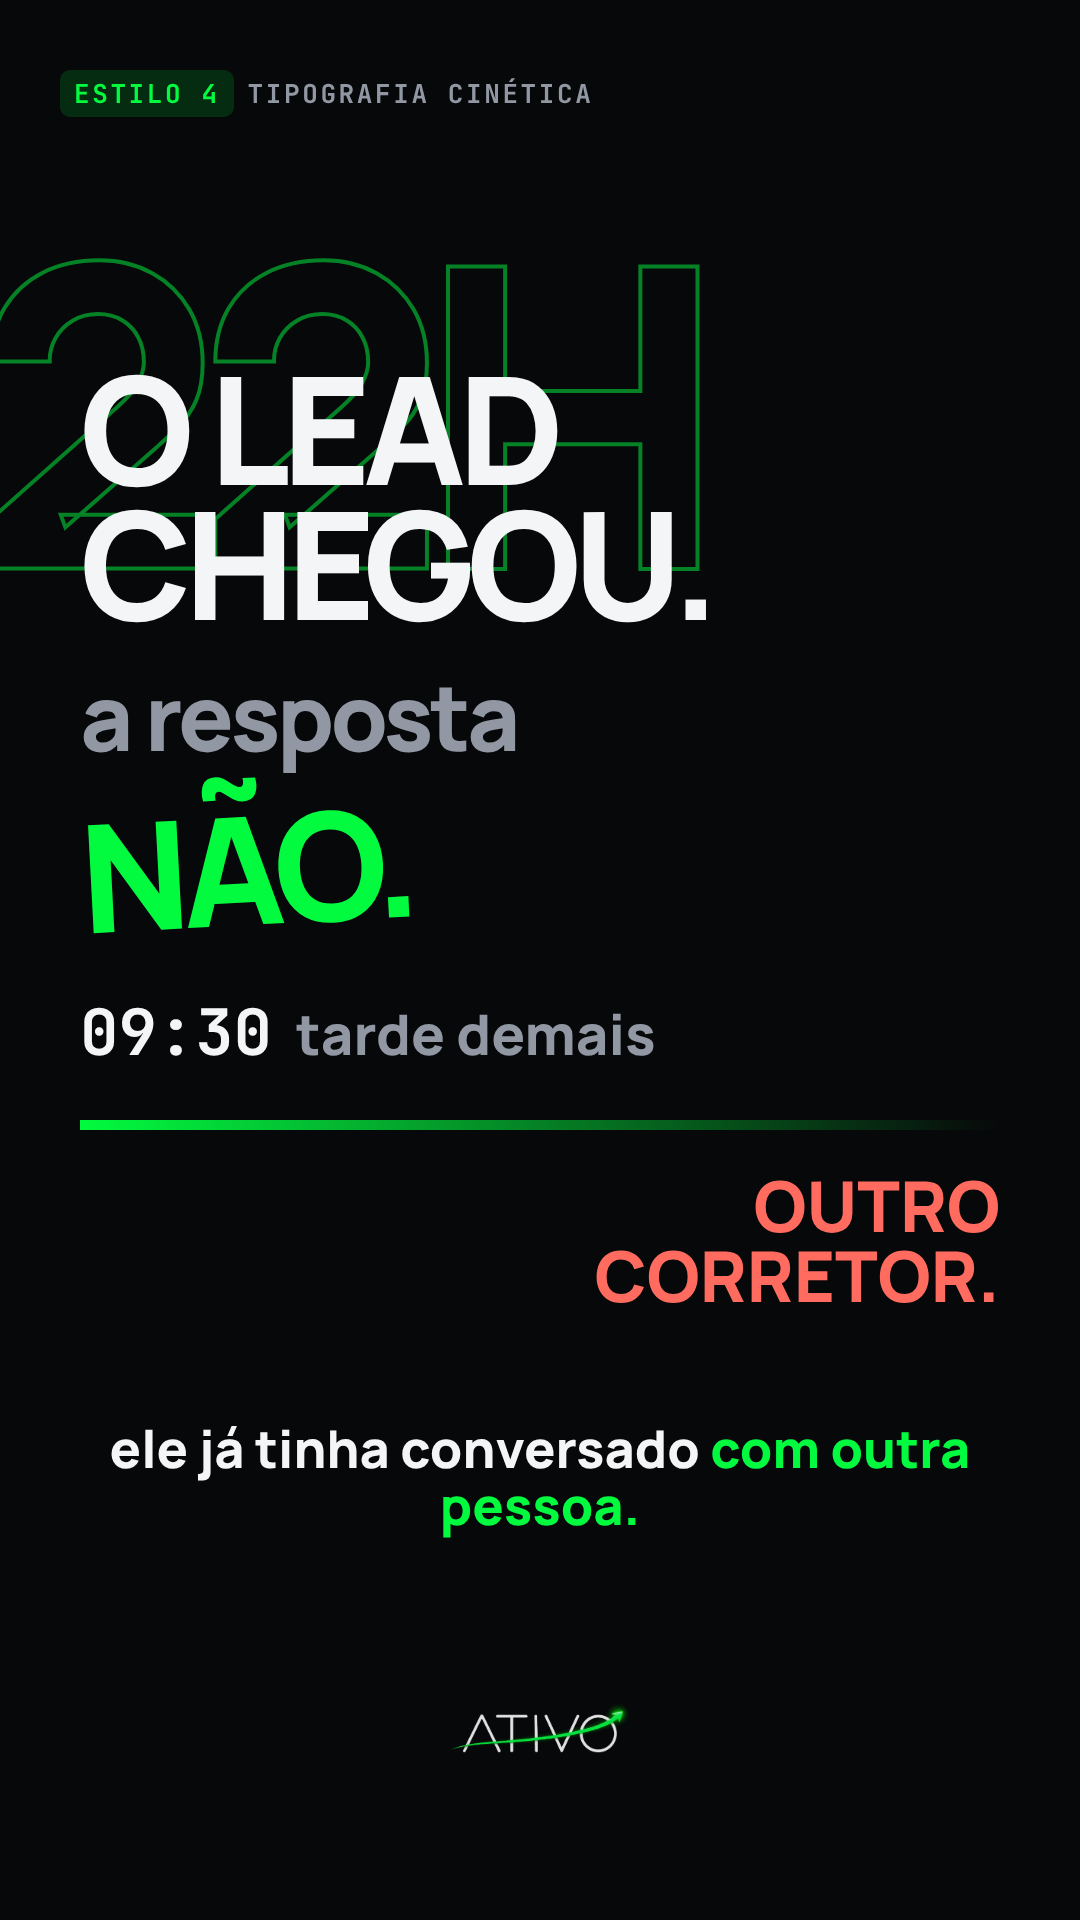 ESTILO 4 TIPOGRAFIA CINÉTICA
22H
O LEAD
CHEGOU.
a resposta
NÃO.
09:30 tarde demais
OUTRO
CORRETOR.
ele já tinha conversado com outra
pessoa.
ATIVO